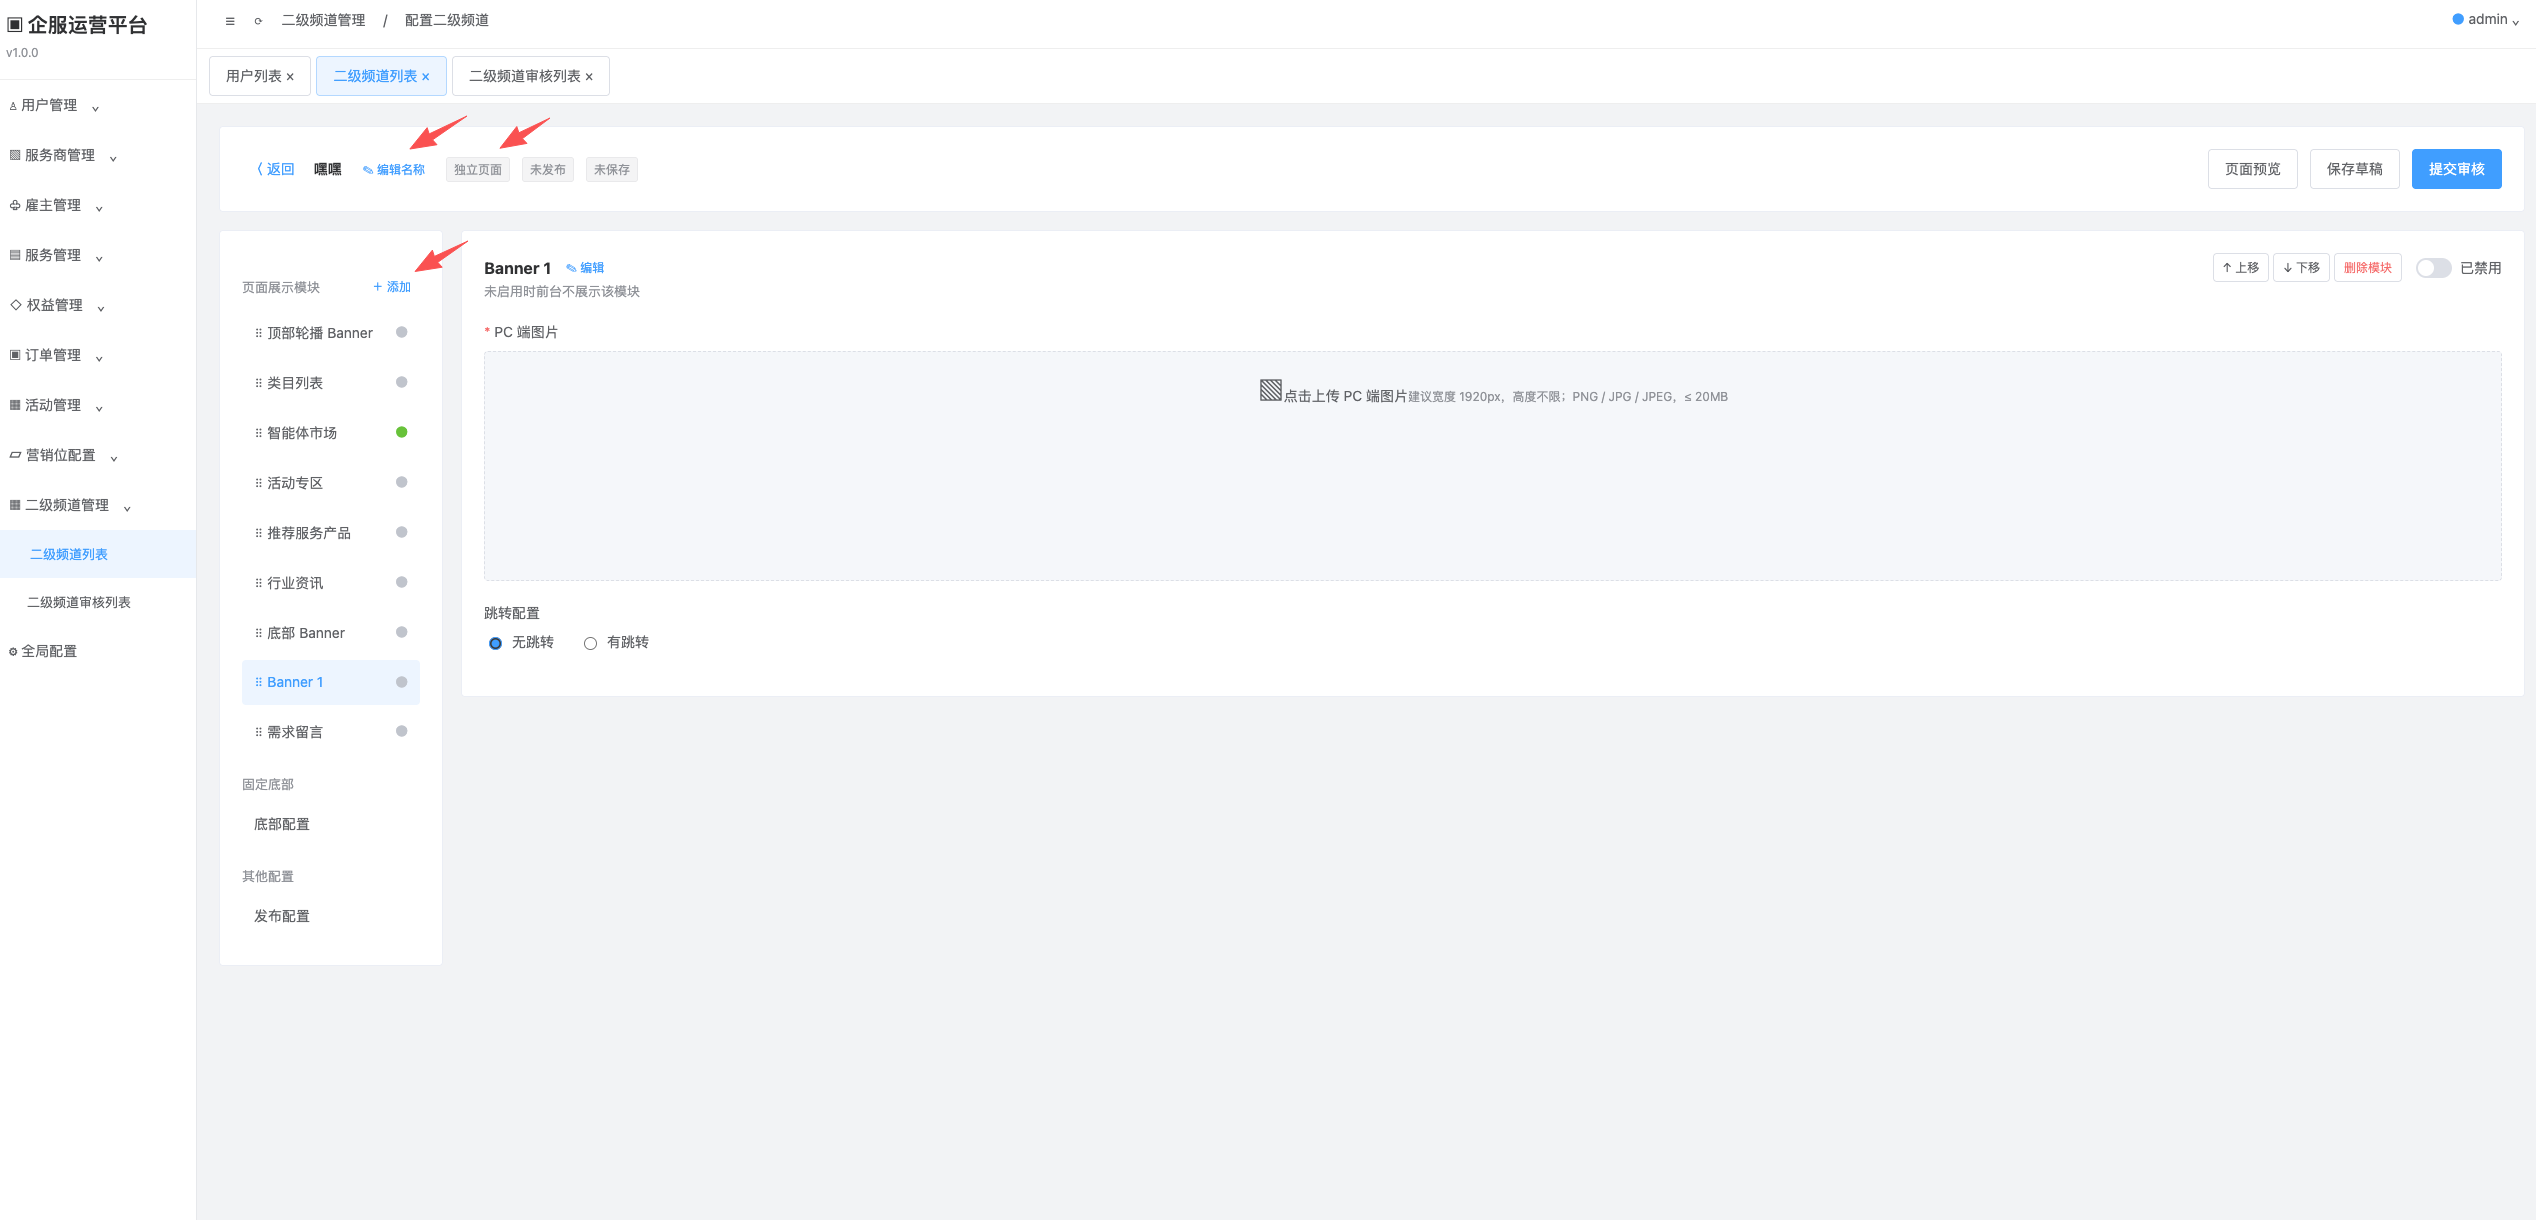 企服运营平台
v1.0.0
用户管理
服务商管理
雇主管理
服务管理
权益管理
订单管理
活动管理
营销位配置
二级频道管理
二级频道列表
二级频道审核列表
全局配置
二级频道管理 / 配置二级频道
admin
用户列表 ×
二级频道列表 ×
二级频道审核列表 ×
〈 返回 嘿嘿 ✎ 编辑名称 独立页面 未发布 未保存
页面预览 保存草稿 提交审核
页面展示模块 + 添加
顶部轮播 Banner
类目列表
智能体市场
活动专区
推荐服务产品
行业资讯
底部 Banner
Banner 1
需求留言
固定底部
底部配置
其他配置
发布配置
Banner 1 ✎ 编辑
未启用时前台不展示该模块
↑ 上移 ↓ 下移 删除模块 已禁用
* PC 端图片
点击上传 PC 端图片建议宽度 1920px，高度不限；PNG / JPG / JPEG，≤ 20MB
跳转配置
无跳转 有跳转